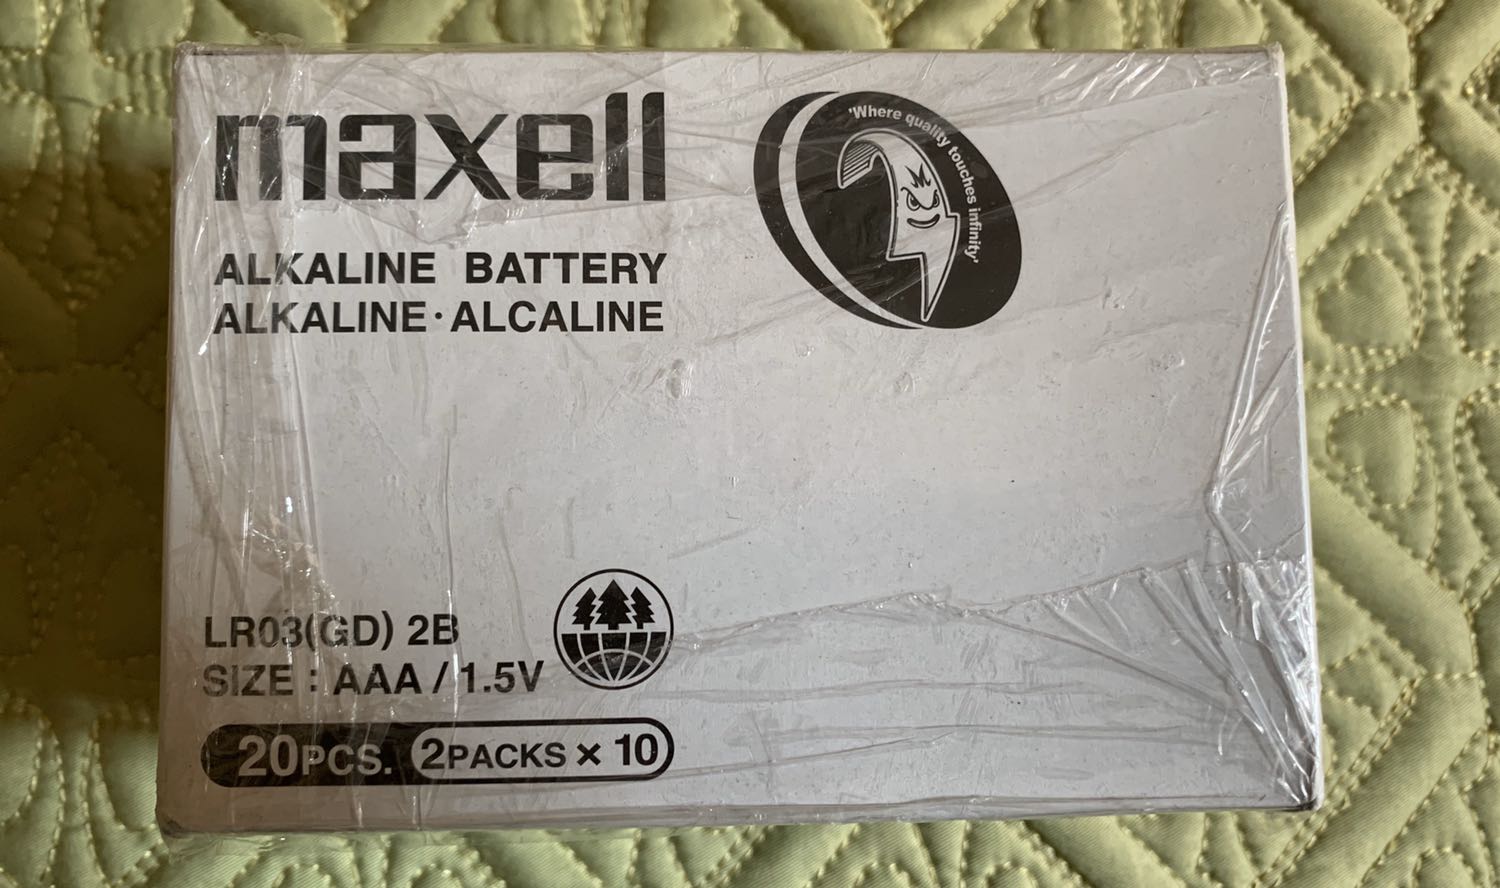 maxell
'Where quality touches infinity'
ALKALINE BATTERY
ALKALINE · ALCALINE
LR03(GD) 2B
SIZE : AAA / 1.5V
20PCS. 2PACKS × 10